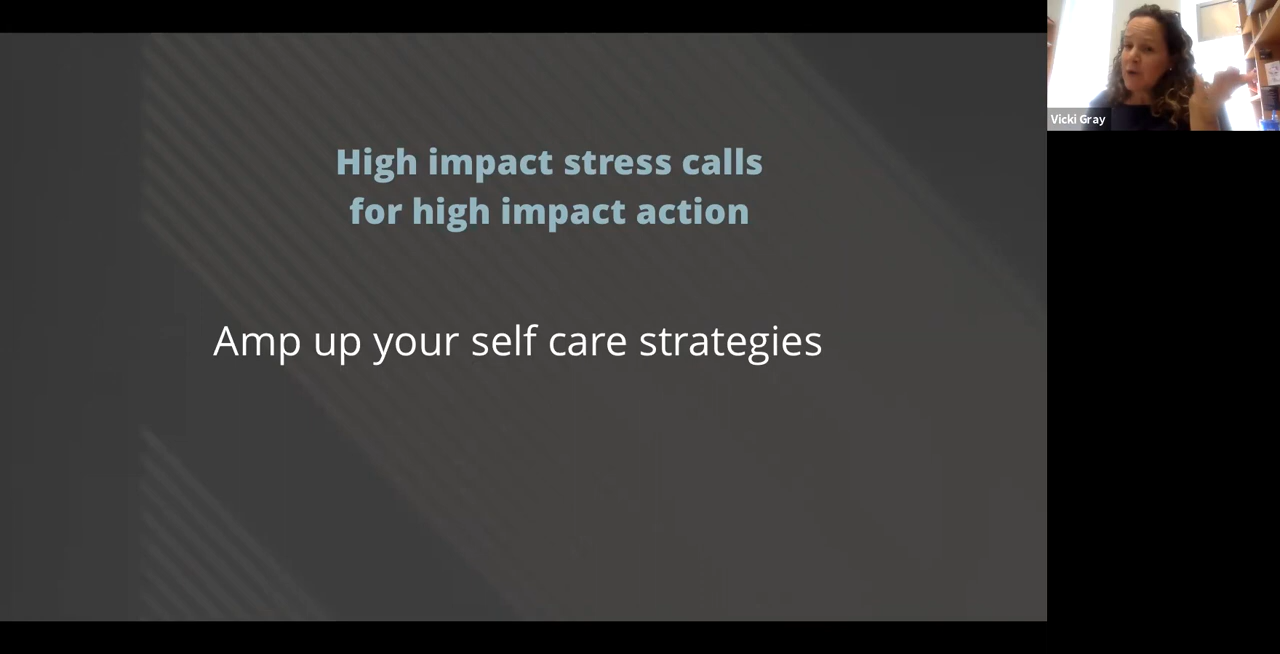 High impact stress calls
for high impact action
Amp up your self care strategies
Vicki Gray